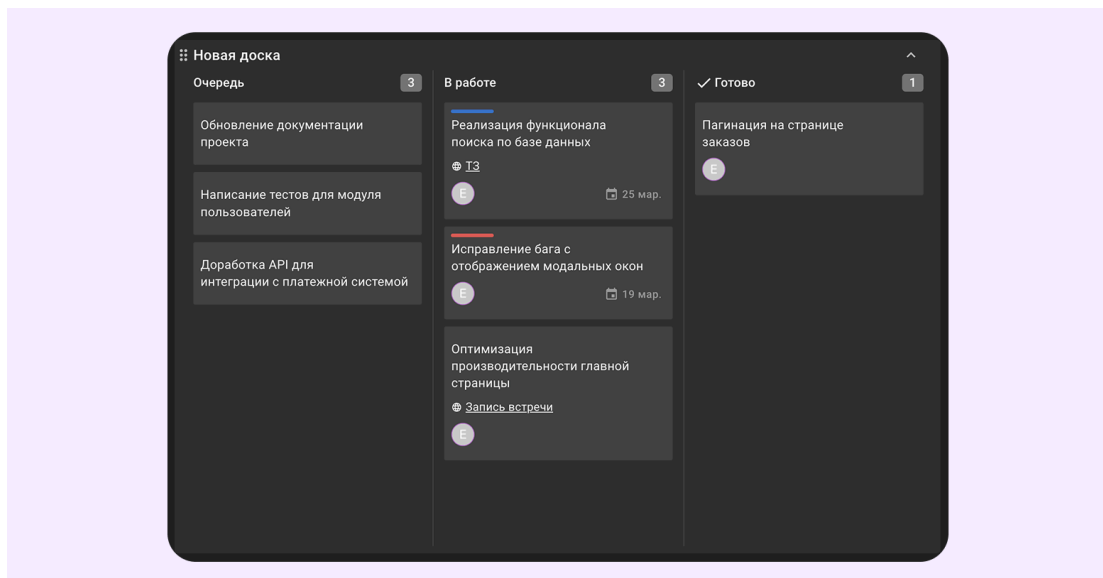 Новая доска
Очередь 3
Обновление документации
проекта
Написание тестов для модуля
пользователей
Доработка API для
интеграции с платежной системой
В работе 3
Реализация функционала
поиска по базе данных
ТЗ
E 25 мар.
Исправление бага с
отображением модальных окон
E 19 мар.
Оптимизация
производительности главной
страницы
Запись встречи
E
Готово 1
Пагинация на странице
заказов
E